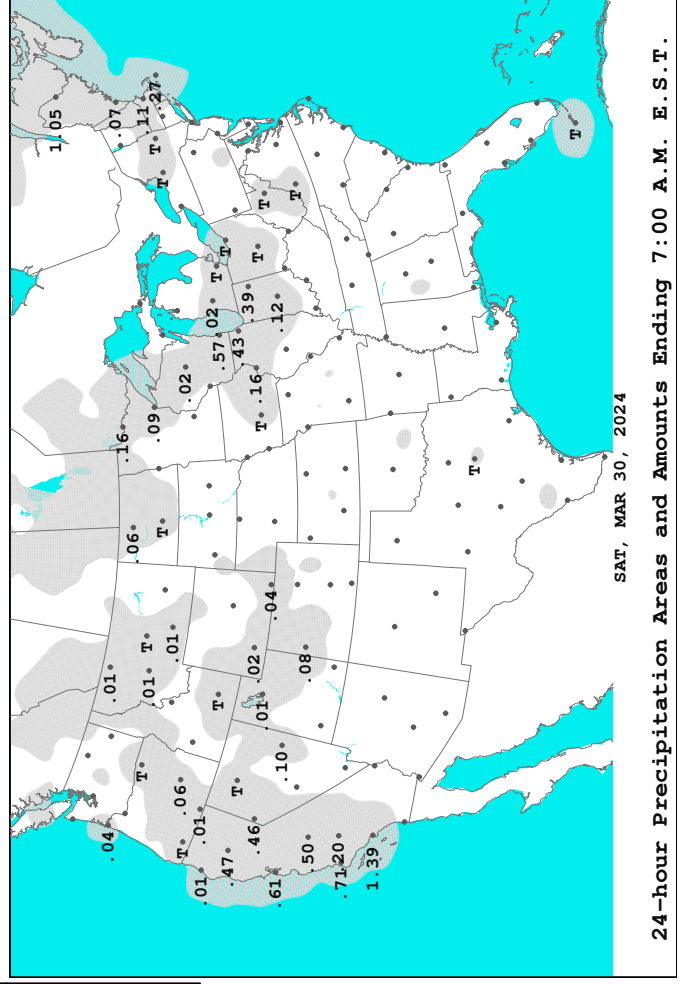 1.05
.04
.01
.07
.16
.06
T
.11
T
.01
.09
T
.27
T
T
.01
.06
T
.02
.01
.01
.02
T
T
.57
T
.47
T
.43
.39
.46
.02
.16
T
T
.01
T
.04
.61
.12
.10
T
.08
.50
.71
.20
1.39
T
T
SAT, MAR 30, 2024
24-hour Precipitation Areas and Amounts Ending 7:00 A.M. E.S.T.